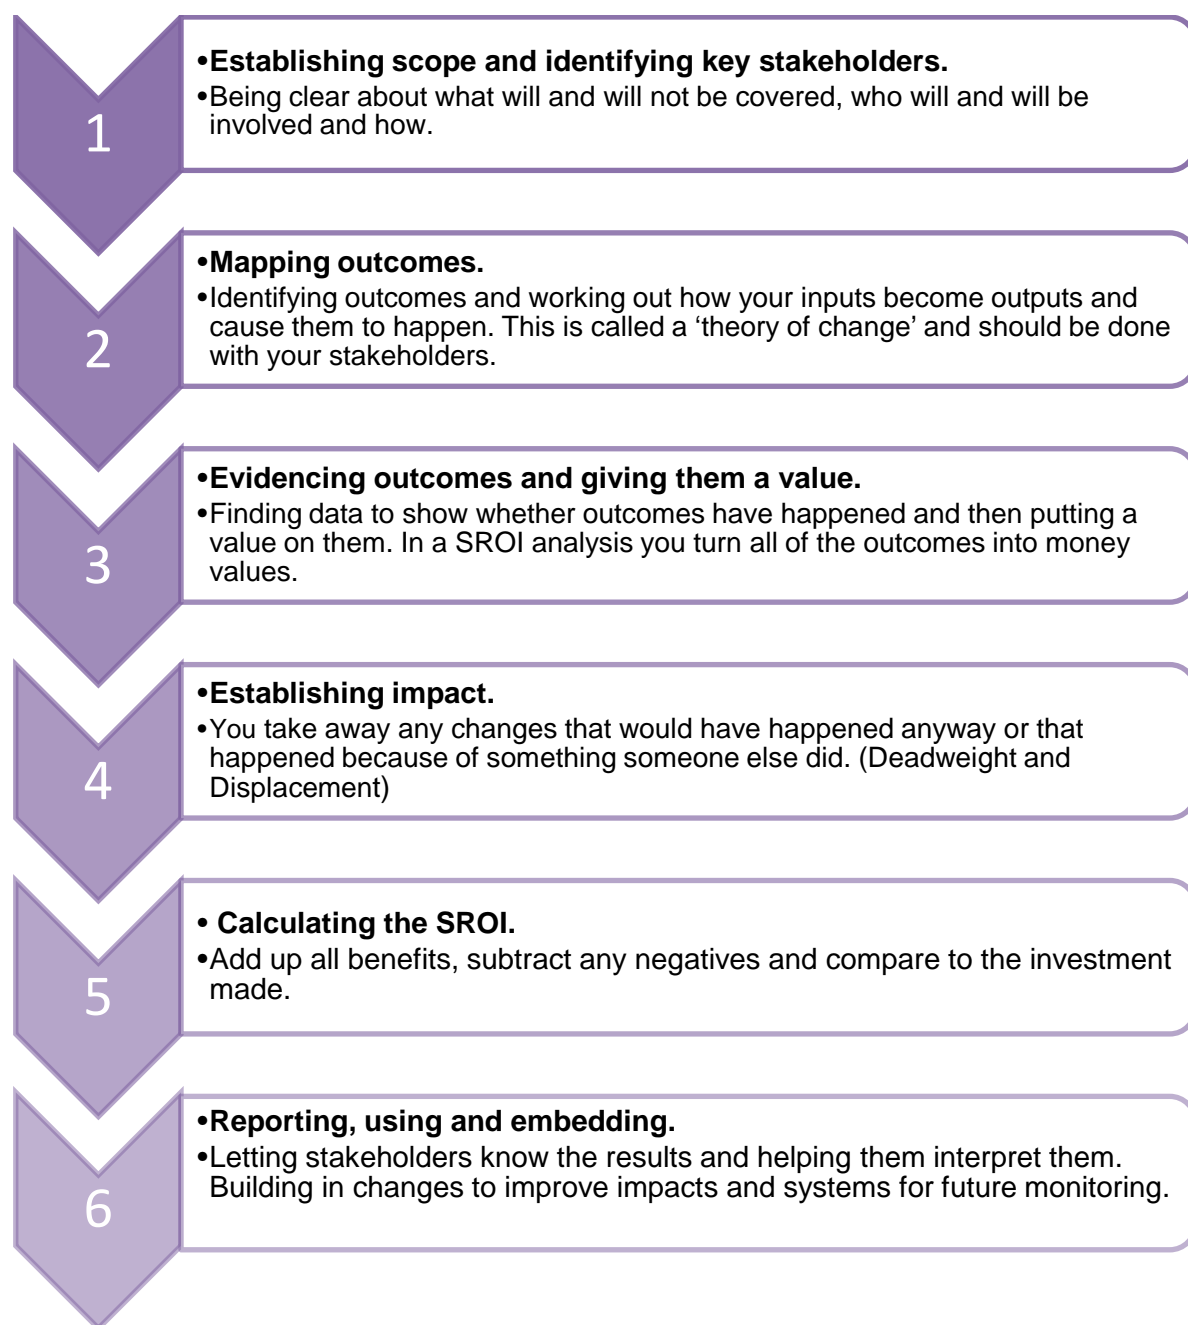 1
•Establishing scope and identifying key stakeholders.
•Being clear about what will and will not be covered, who will and will be
involved and how.
2
•Mapping outcomes.
•Identifying outcomes and working out how your inputs become outputs and
cause them to happen. This is called a ‘theory of change’ and should be done
with your stakeholders.
3
•Evidencing outcomes and giving them a value.
•Finding data to show whether outcomes have happened and then putting a
value on them. In a SROI analysis you turn all of the outcomes into money
values.
4
•Establishing impact.
•You take away any changes that would have happened anyway or that
happened because of something someone else did. (Deadweight and
Displacement)
5
• Calculating the SROI.
•Add up all benefits, subtract any negatives and compare to the investment
made.
6
•Reporting, using and embedding.
•Letting stakeholders know the results and helping them interpret them.
Building in changes to improve impacts and systems for future monitoring.